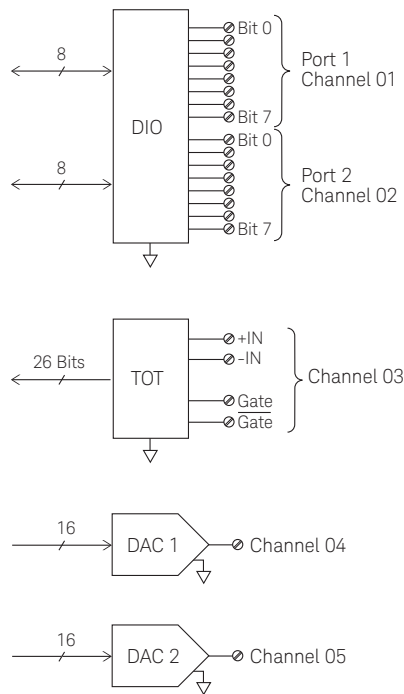 8
Bit 0
Port 1
Channel 01
DIO
Bit 7
Bit 0
8
Port 2
Channel 02
Bit 7
+IN
26 Bits
-IN
TOT
Channel 03
Gate
Gate
16
DAC 1
Channel 04
16
DAC 2
Channel 05